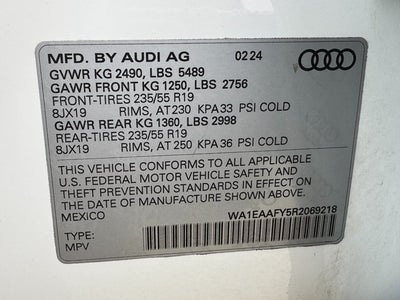 MFD. BY AUDI AG 02 24
GVWR KG 2490, LBS 5489
GAWR FRONT KG 1250, LBS 2756
FRONT-TIRES 235/55 R19
8JX19 RIMS, AT 230 KPA 33 PSI COLD
GAWR REAR KG 1360, LBS 2998
REAR-TIRES 235/55 R19
8JX19 RIMS, AT 250 KPA 36 PSI COLD
THIS VEHICLE CONFORMS TO ALL APPLICABLE
U.S. FEDERAL MOTOR VEHICLE SAFETY AND
THEFT PREVENTION STANDARDS IN EFFECT ON
THE DATE OF MANUFACTURE SHOWN ABOVE.
MEXICO WA1EAAFY5R2069218
TYPE:
MPV